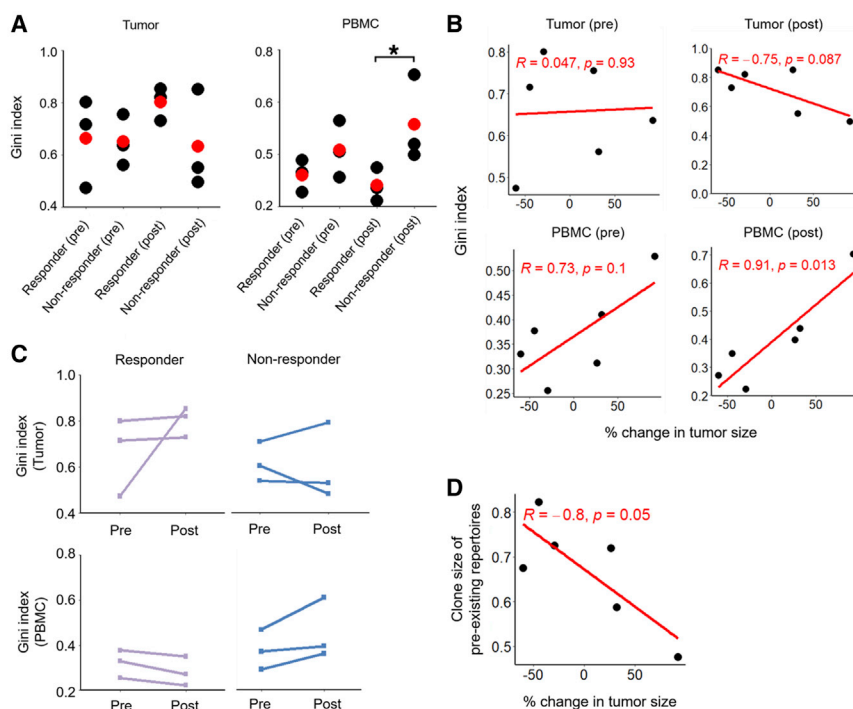 A
Tumor
PBMC
Gini index
1.0
0.8
0.6
0.4
0.8
0.6
0.5
0.2
*
Responder (pre)
Non-responder (pre)
Responder (post)
Non-responder (post)
Responder (pre)
Non-responder (pre)
Responder (post)
Non-responder (post)
B
Tumor (pre)
Tumor (post)
R = 0.047, p = 0.93
R = −0.75, p = 0.087
0.8
0.7
0.6
0.5
1.0
0.8
0.6
0.4
0.2
0.0
Gini index
PBMC (pre)
PBMC (post)
R = 0.73, p = 0.1
R = 0.91, p = 0.013
0.50
0.45
0.40
0.35
0.30
0.25
0.7
0.6
0.5
0.4
0.3
0.2
0.1
0.0
-50 0 50
-50 0 50
% change in tumor size
C
Responder
Non-responder
Gini index
(Tumor)
1.0
0.8
0.6
0.4
Pre Post
Pre Post
Gini index
(PBMC)
0.8
0.6
0.4
0.2
Pre Post
Pre Post
D
R = −0.8, p = 0.05
Clone size of
pre-existing repertoires
0.8
0.7
0.6
0.5
-50 0 50
% change in tumor size